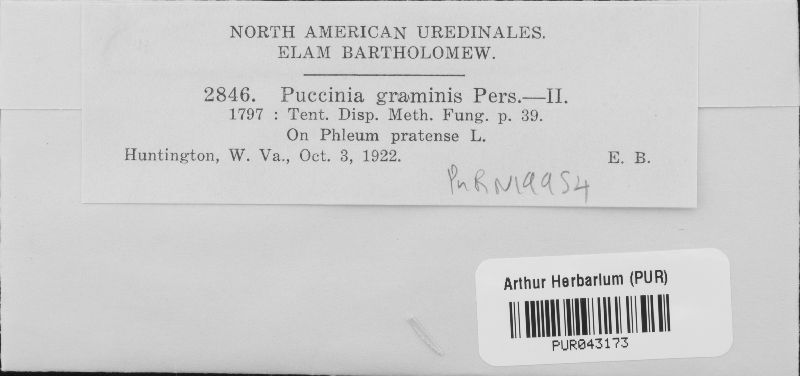 NORTH AMERICAN UREDINALES.
ELAM BARTHOLOMEW.
2846. Puccinia graminis Pers.—II.
1797 : Tent. Disp. Meth. Fung. p. 39.
On Phleum pratense L.
Huntington, W. Va., Oct. 3, 1922. E. B.
PuRN19954
Arthur Herbarium (PUR)
PUR043173